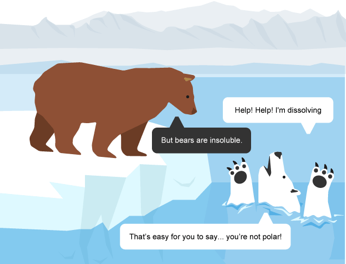 Help! Help! I'm dissolving
But bears are insoluble.
That's easy for you to say... you're not polar!